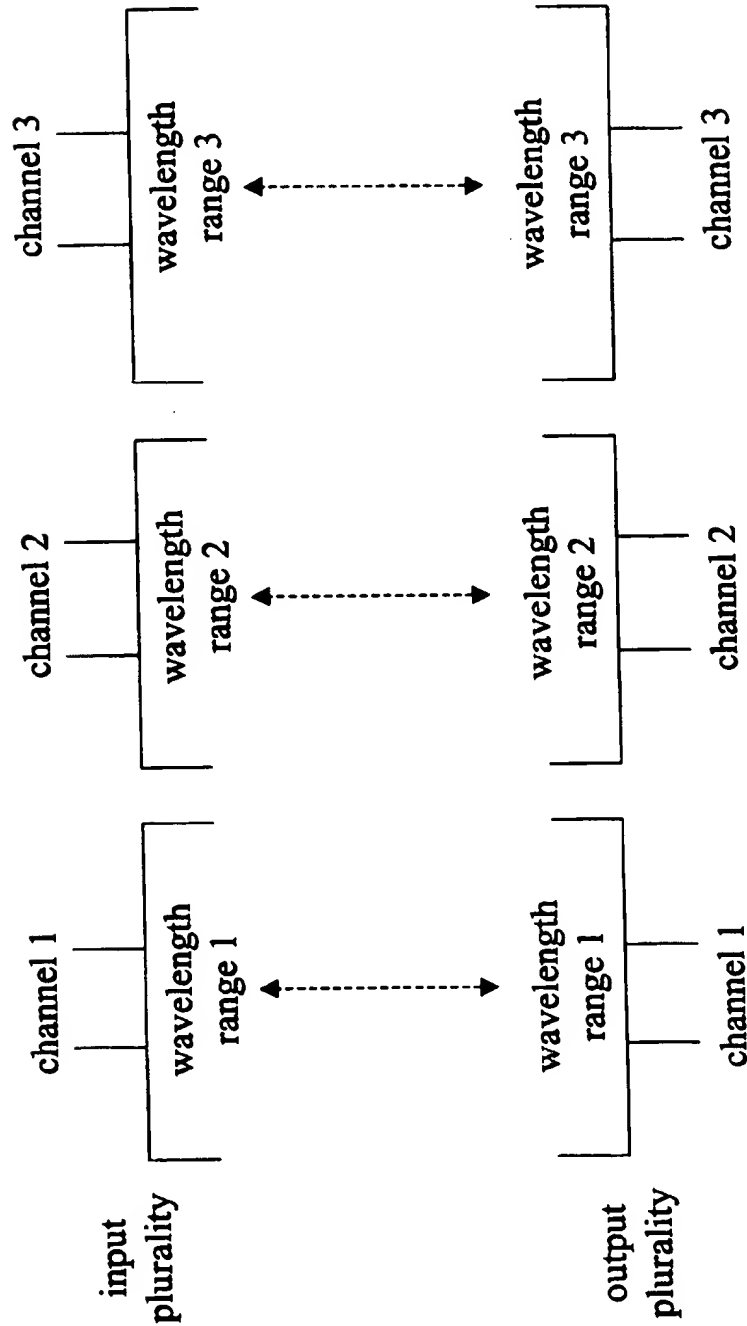 channel 1
channel 2
channel 3
input
plurality
wavelength
range 1
wavelength
range 2
wavelength
range 3
output
plurality
wavelength
range 1
wavelength
range 2
wavelength
range 3
channel 1
channel 2
channel 3